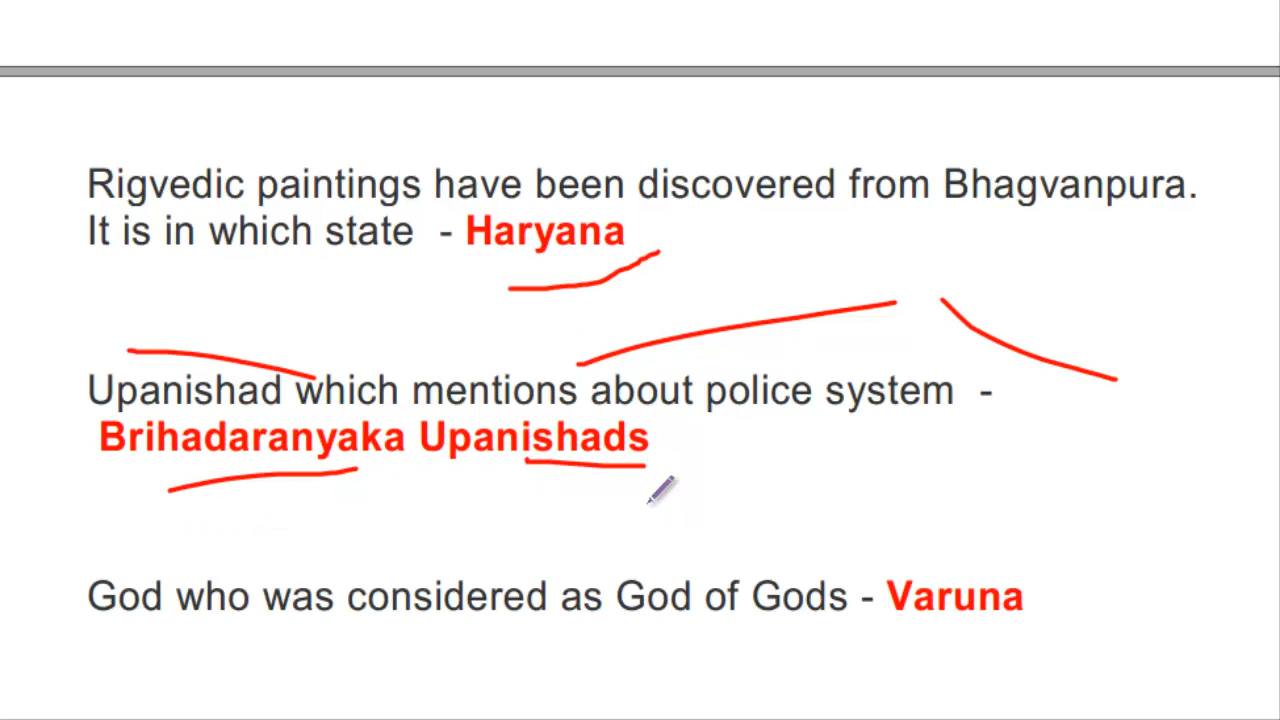 Rigvedic paintings have been discovered from Bhagvanpura.
It is in which state - Haryana
Upanishad which mentions about police system -
Brihadaranyaka Upanishads
God who was considered as God of Gods - Varuna